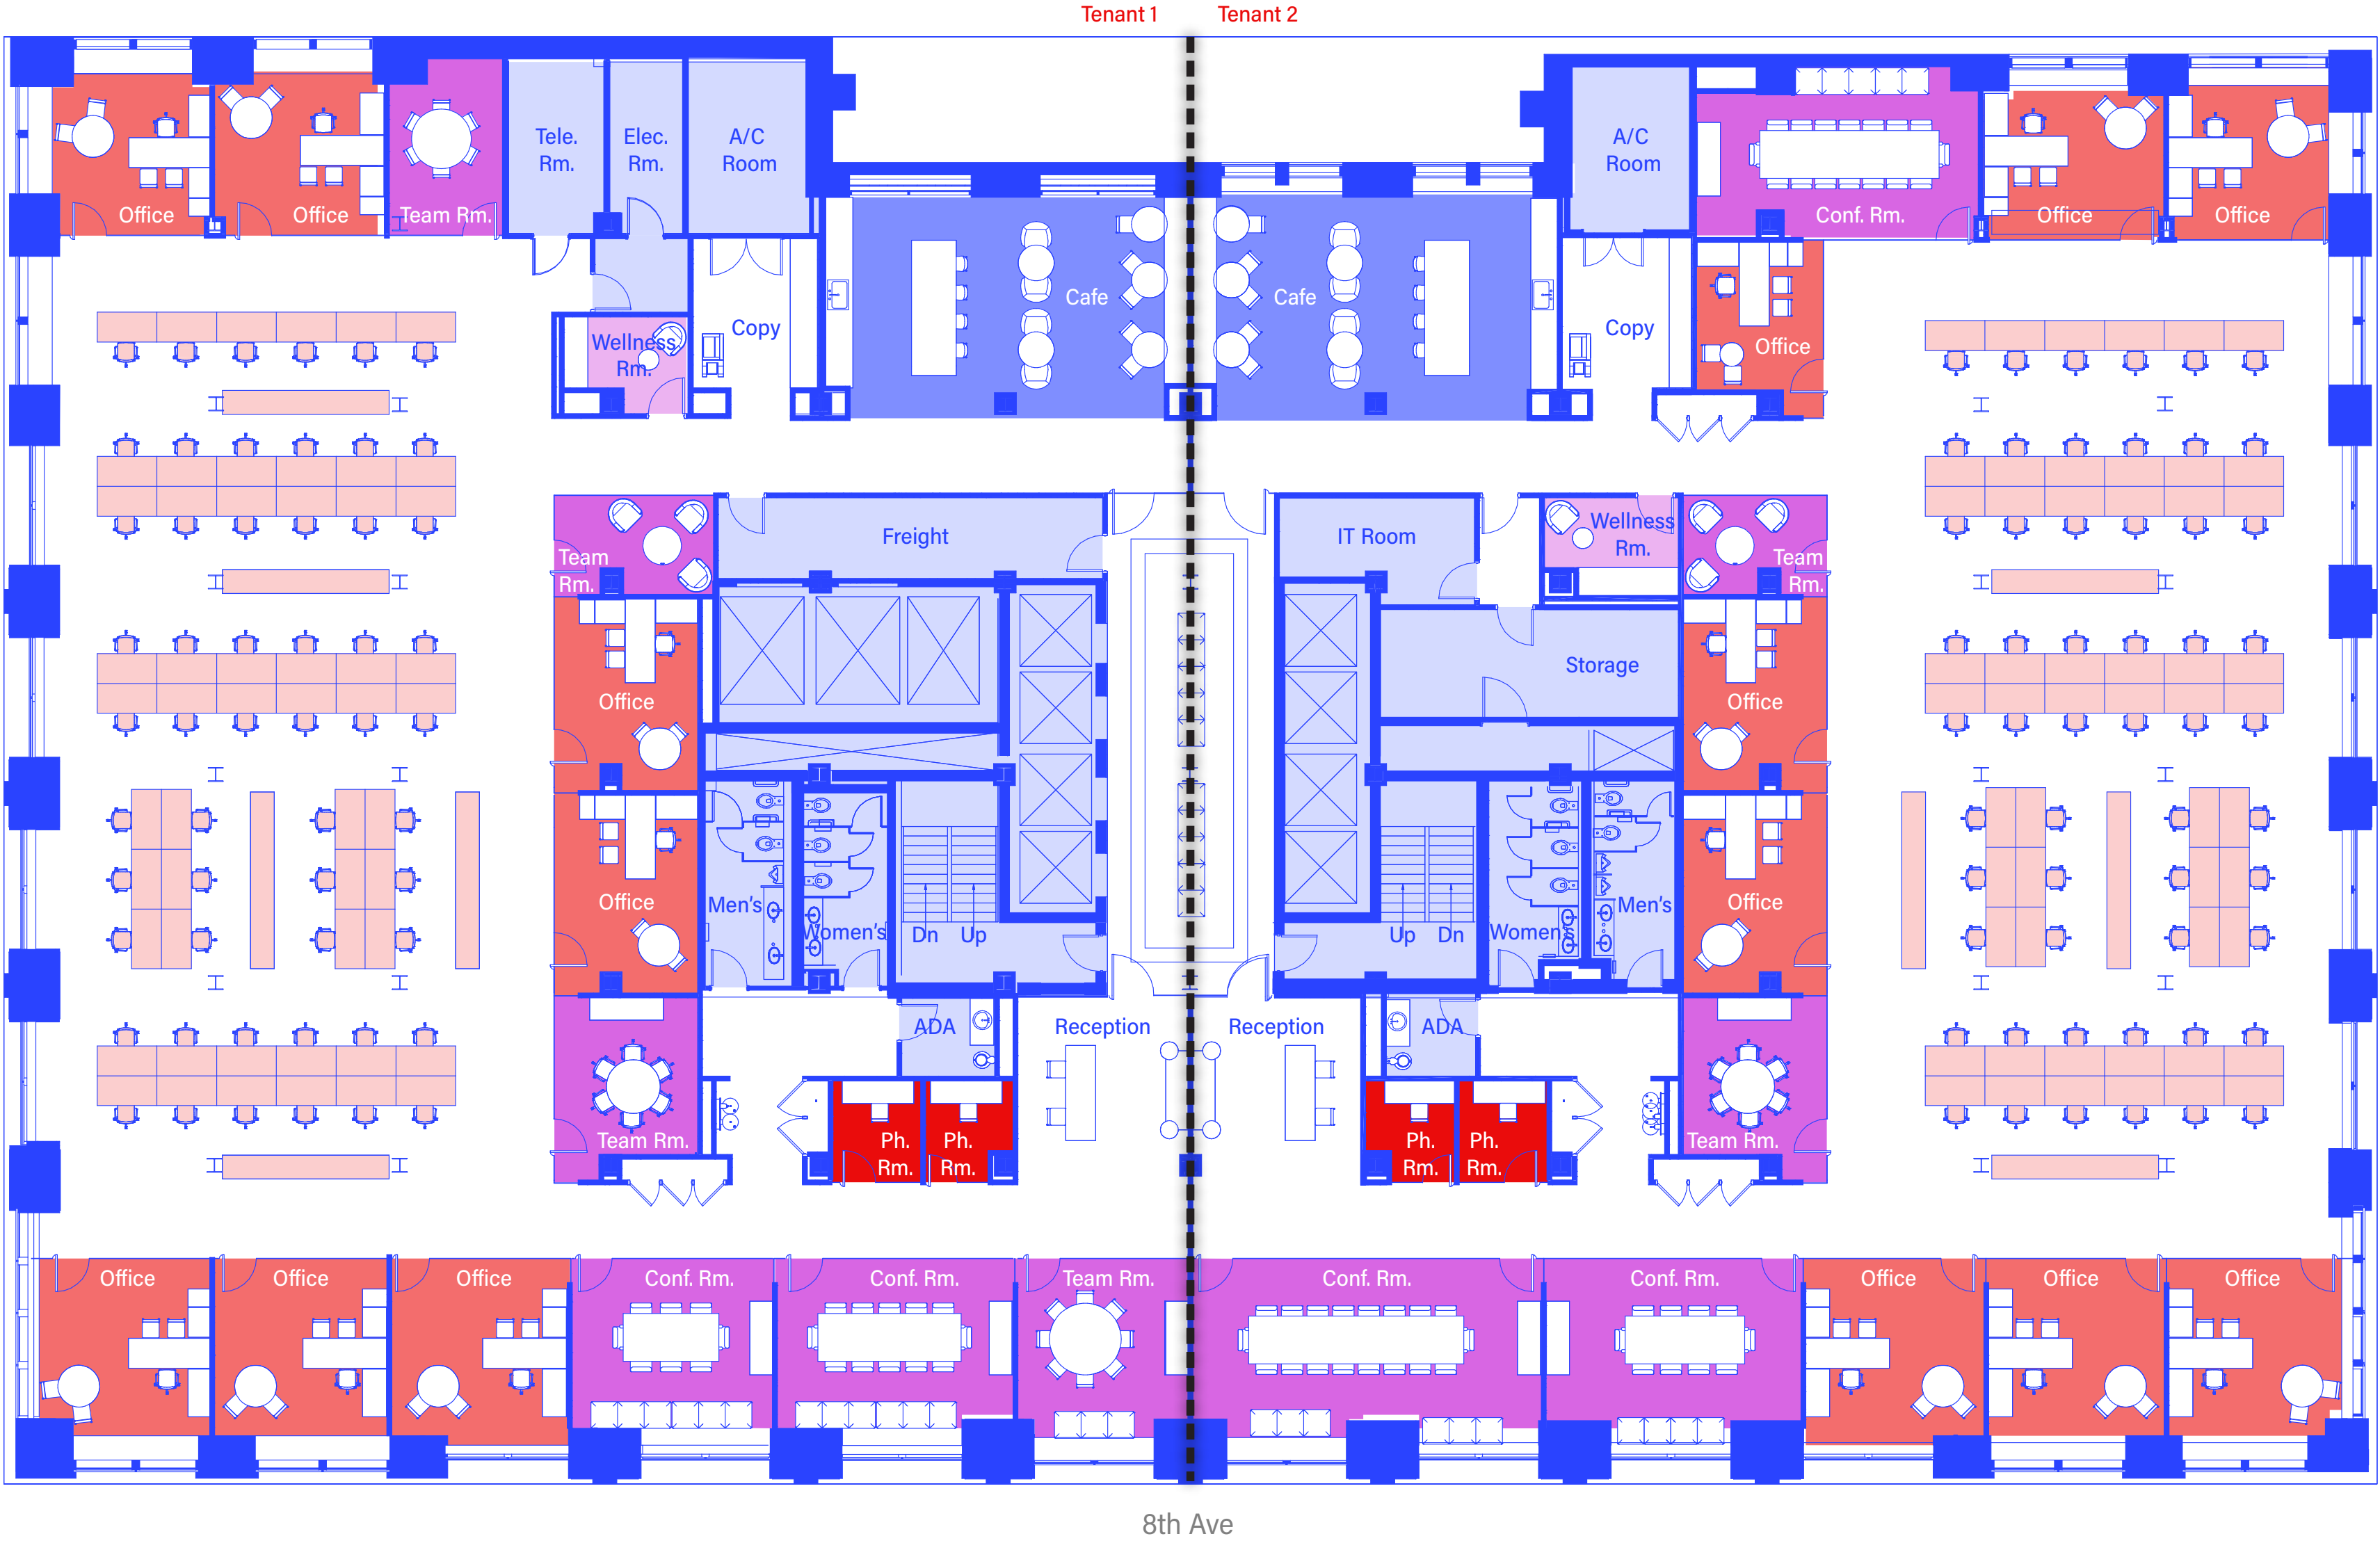 Tenant 1
Tenant 2
Office
Office
Team Rm.
Tele.
Rm.
Elec.
Rm.
A/C
Room
A/C
Room
Conf. Rm.
Office
Office
Wellness
Rm.
Copy
Cafe
Cafe
Copy
Office
Team
Rm.
Freight
IT Room
Wellness
Rm.
Team
Rm.
Office
Storage
Office
Office
Men's
Women's
Dn
Up
Up
Dn
Women's
Men's
Office
Team Rm.
ADA
Reception
Reception
ADA
Team Rm.
Ph.
Rm.
Ph.
Rm.
Ph.
Rm.
Ph.
Rm.
Office
Office
Office
Conf. Rm.
Conf. Rm.
Team Rm.
Conf. Rm.
Conf. Rm.
Office
Office
Office
8th Ave